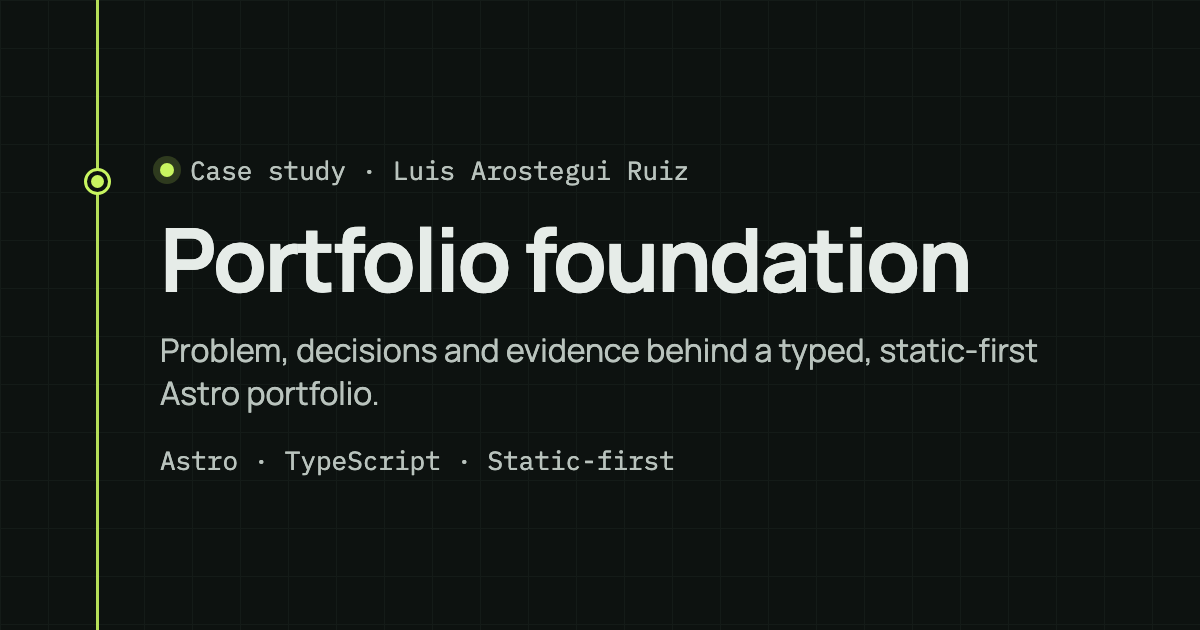 Case study · Luis Arostegui Ruiz
Portfolio foundation
Problem, decisions and evidence behind a typed, static-first
Astro portfolio.
Astro · TypeScript · Static-first